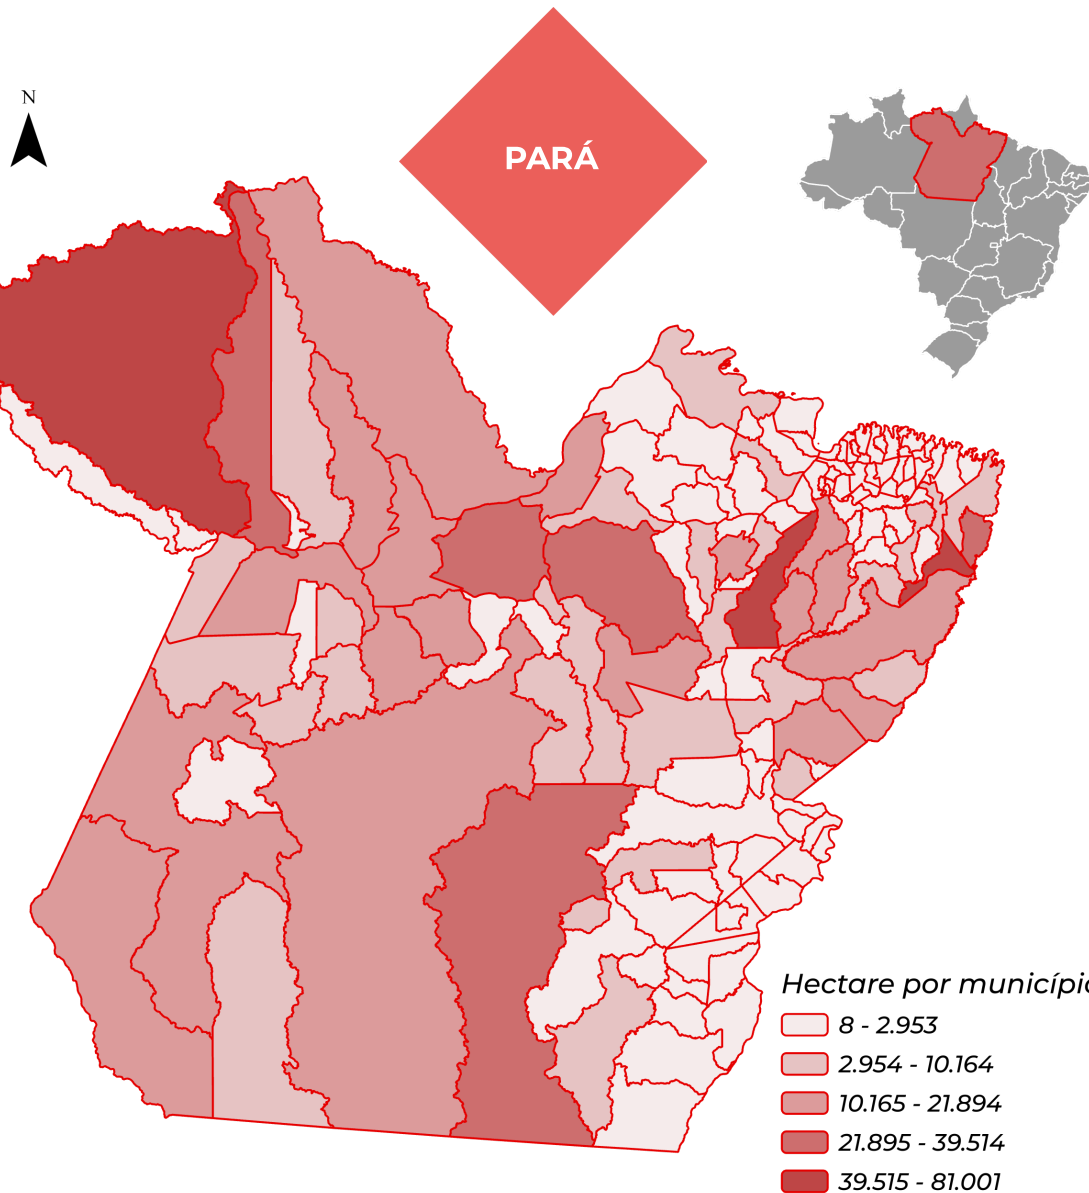 PARÁ
N
Hectare por município
8 - 2.953
2.954 - 10.164
10.165 - 21.894
21.895 - 39.514
39.515 - 81.001